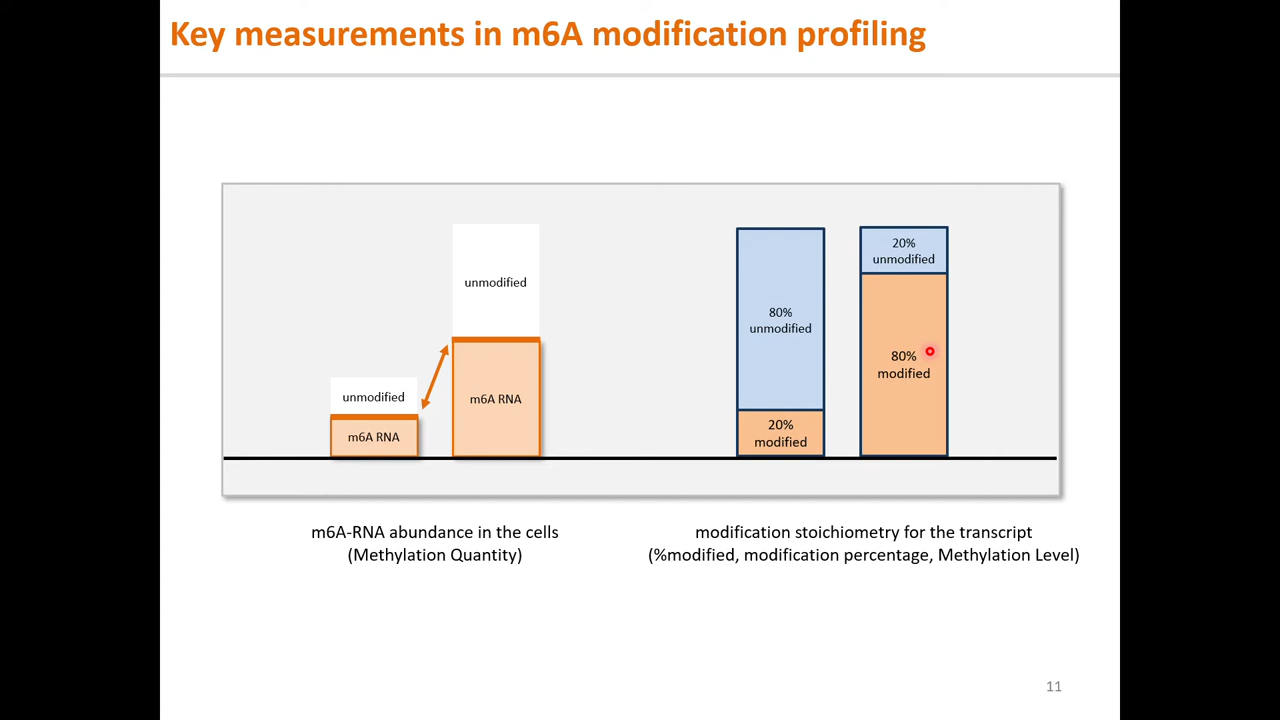 Key measurements in m6A modification profiling
unmodified
m6A RNA
unmodified
m6A RNA
80%
unmodified
20%
modified
20%
unmodified
80%
modified
m6A-RNA abundance in the cells
(Methylation Quantity)
modification stoichiometry for the transcript
(%modified, modification percentage, Methylation Level)
11